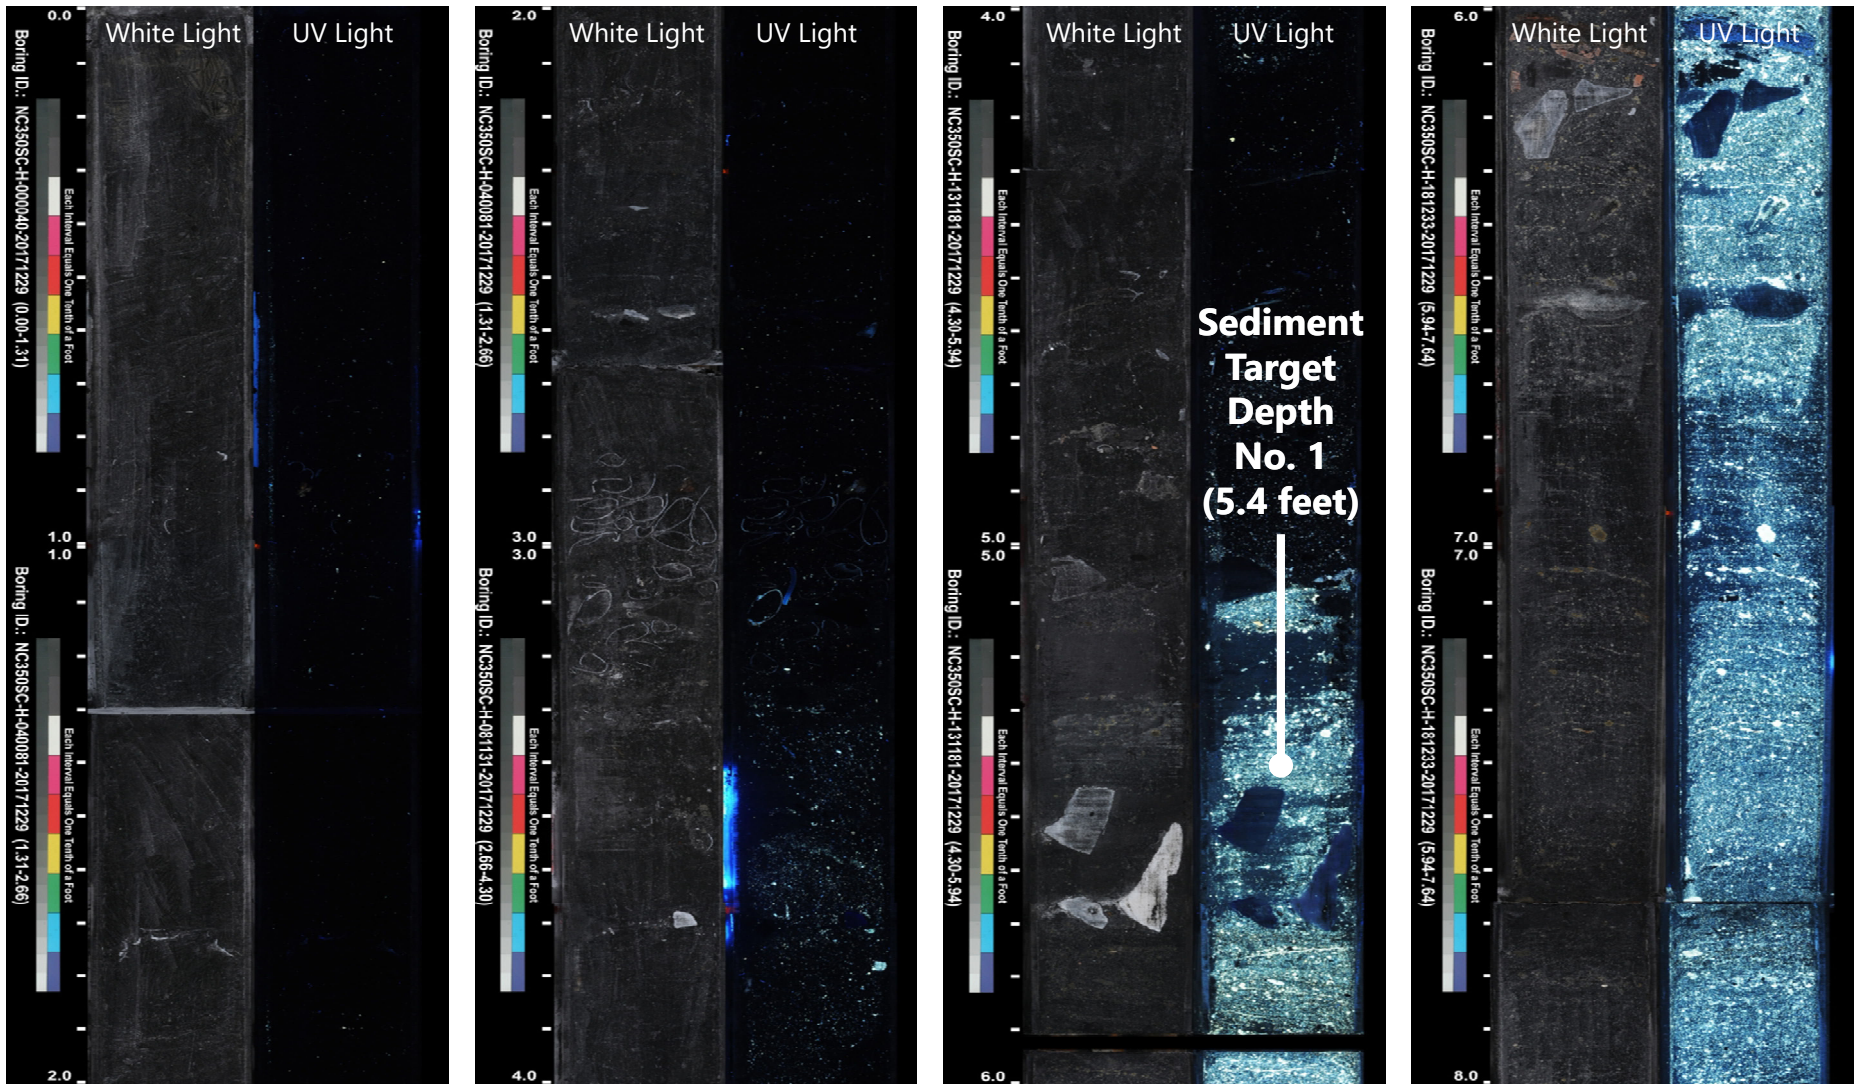 0.0
White Light
UV Light
Boring ID.: NC350SC-H-000040-20171229 (0.00-1.31)
Each Interval Equals One Tenth of a Foot
1.0
1.0
Boring ID.: NC350SC-H-040081-20171229 (1.31-2.66)
Each Interval Equals One Tenth of a Foot
2.0
2.0
White Light
UV Light
Boring ID.: NC350SC-H-040081-20171229 (1.31-2.66)
Each Interval Equals One Tenth of a Foot
3.0
3.0
Boring ID.: NC350SC-H-081131-20171229 (2.66-4.30)
Each Interval Equals One Tenth of a Foot
4.0
4.0
White Light
UV Light
Boring ID.: NC350SC-H-131181-20171229 (4.30-5.94)
Each Interval Equals One Tenth of a Foot
Sediment
Target
Depth
No. 1
(5.4 feet)
5.0
5.0
Boring ID.: NC350SC-H-131181-20171229 (4.30-5.94)
Each Interval Equals One Tenth of a Foot
6.0
6.0
White Light
UV Light
Boring ID.: NC350SC-H-181233-20171229 (5.94-7.64)
Each Interval Equals One Tenth of a Foot
7.0
7.0
Boring ID.: NC350SC-H-181233-20171229 (5.94-7.64)
Each Interval Equals One Tenth of a Foot
8.0